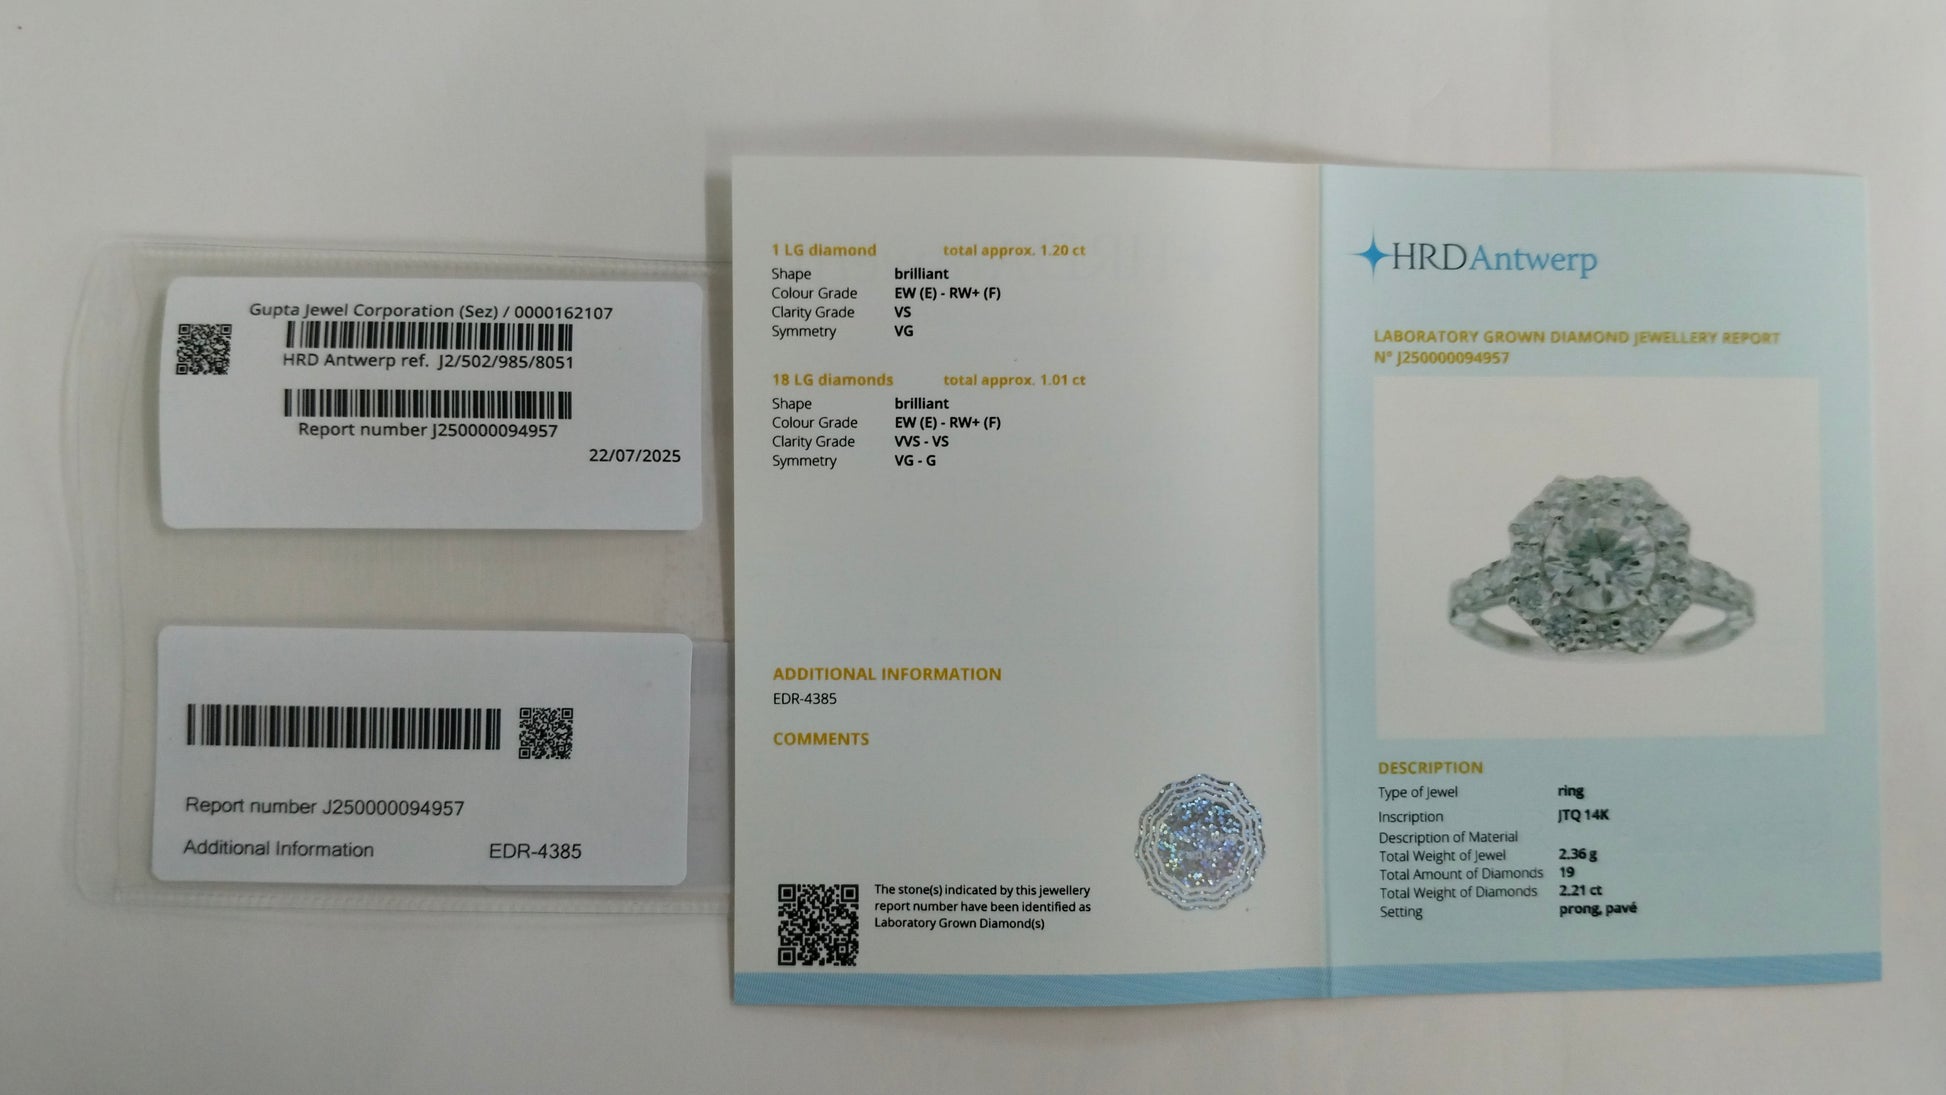 Gupta Jewel Corporation (Sez) / 0000162107
HRD Antwerp ref. J2/502/985/8051
Report number J250000094957
22/07/2025
Report number J250000094957
Additional Information EDR-4385
1 LG diamond total approx. 1.20 ct
Shape brilliant
Colour Grade EW (E) - RW+ (F)
Clarity Grade VS
Symmetry VG
18 LG diamonds total approx. 1.01 ct
Shape brilliant
Colour Grade EW (E) - RW+ (F)
Clarity Grade VVS - VS
Symmetry VG - G
ADDITIONAL INFORMATION
EDR-4385
COMMENTS
The stone(s) indicated by this jewellery
report number have been identified as
Laboratory Grown Diamond(s)
HRD Antwerp
LABORATORY GROWN DIAMOND JEWELLERY REPORT
N° J250000094957
DESCRIPTION
Type of Jewel ring
Inscription JTQ 14K
Description of Material
Total Weight of Jewel 2.36 g
Total Amount of Diamonds 19
Total Weight of Diamonds 2.21 ct
Setting prong, pavé